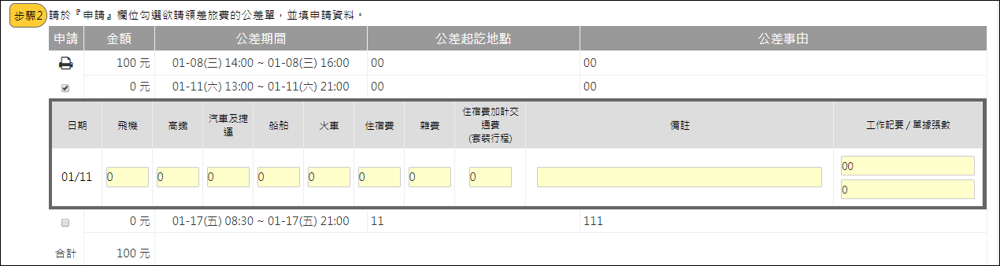 步驟2 請於『申請』欄位勾選欲請領差旅費的公差單，並填申請資料。
申請 金額 公差期間 公差起訖地點 公差事由
100 元 01-08(三) 14:00 ~ 01-08(三) 16:00 00 00
0 元 01-11(六) 13:00 ~ 01-11(六) 21:00 00 00
日期 飛機 高鐵 汽車及捷運 船舶 火車 住宿費 雜費 住宿費加計交通費(套裝行程) 備註 工作記要 / 單據張數
01/11 0 0 0 0 0 0 0 0 00
0
0 元 01-17(五) 08:30 ~ 01-17(五) 21:00 11 111
合計 100 元